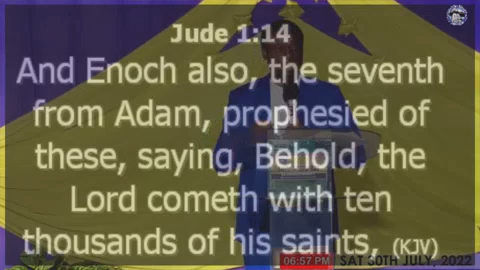 Jude 1:14
And Enoch also, the seventh
from Adam, prophesied of
these, saying, Behold, the
Lord cometh with ten
thousands of his saints, (KJV)
06:57 PM SAT 30TH JULY, 2022